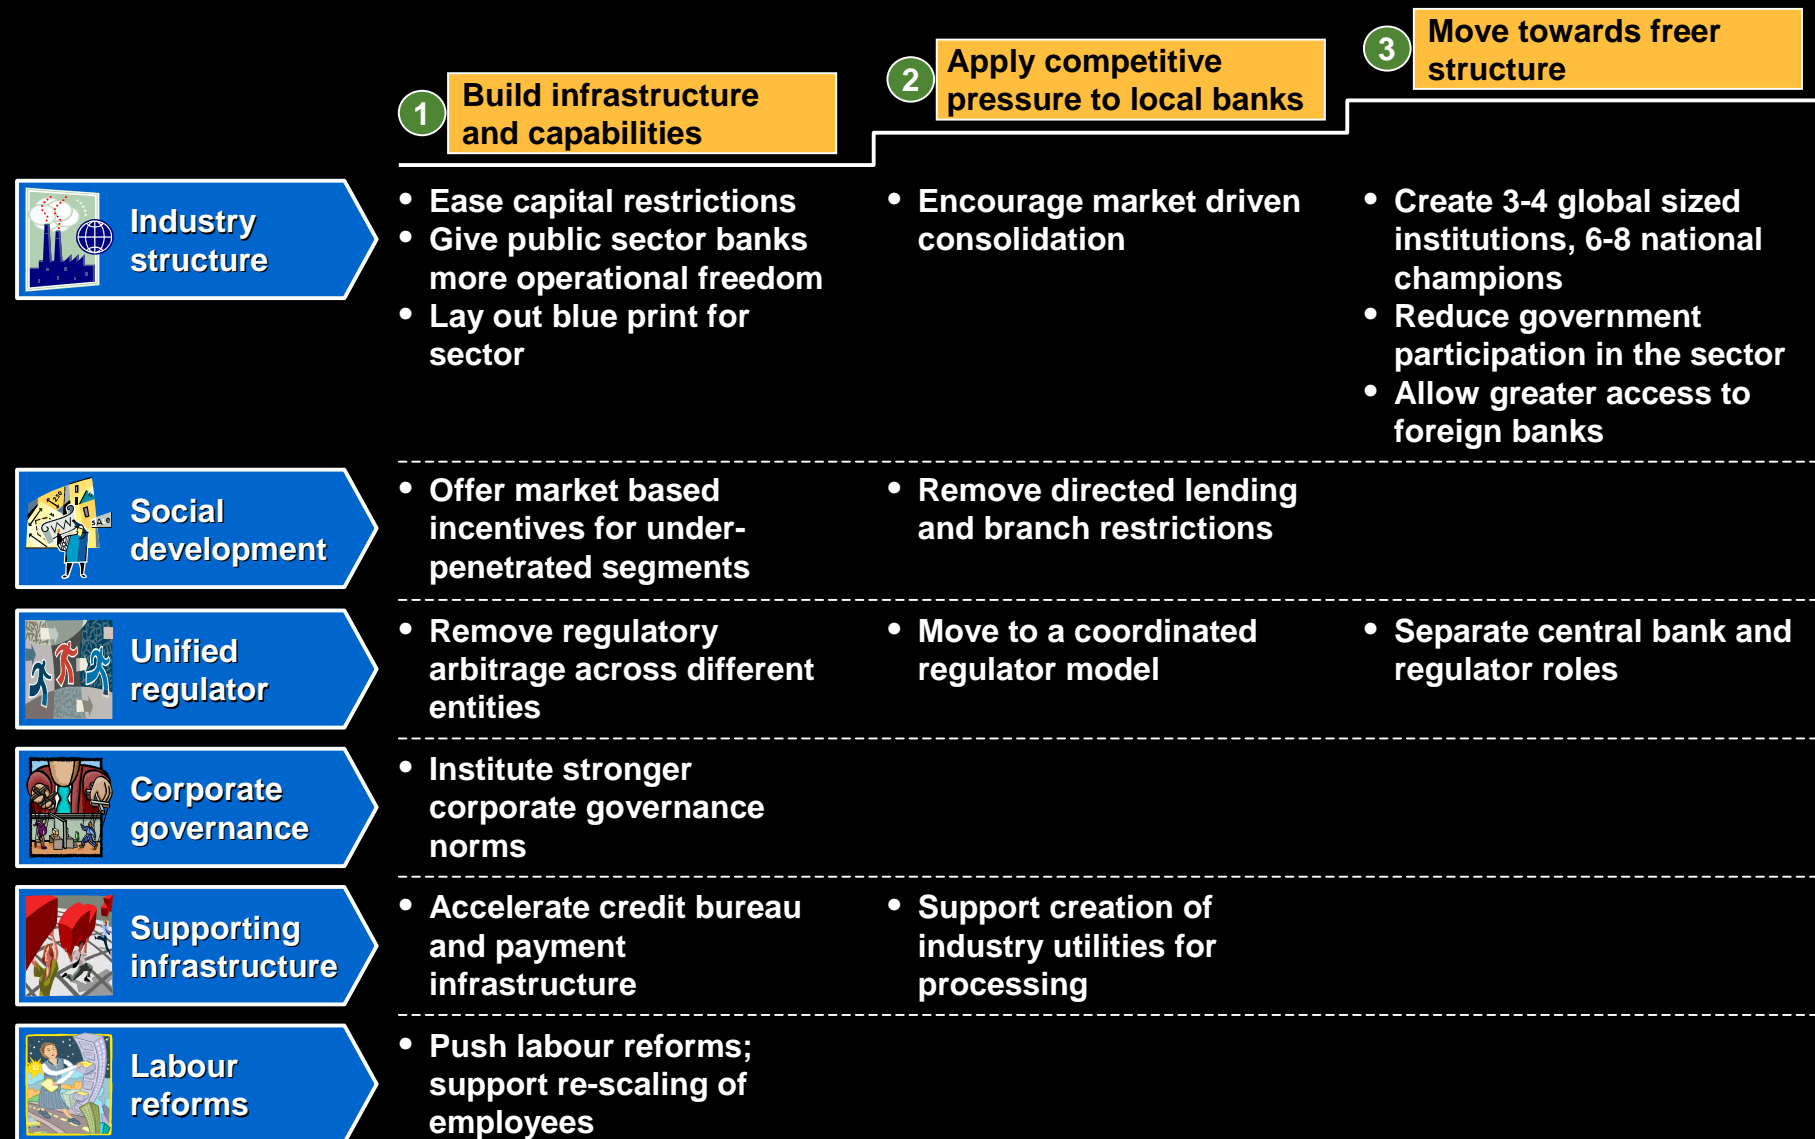 1
Build infrastructure
and capabilities
2
Apply competitive
pressure to local banks
3
Move towards freer
structure
Industry
structure
• Ease capital restrictions
• Give public sector banks
more operational freedom
• Lay out blue print for
sector
• Encourage market driven
consolidation
• Create 3-4 global sized
institutions, 6-8 national
champions
• Reduce government
participation in the sector
• Allow greater access to
foreign banks
Social
development
• Offer market based
incentives for under-
penetrated segments
• Remove directed lending
and branch restrictions
Unified
regulator
• Remove regulatory
arbitrage across different
entities
• Move to a coordinated
regulator model
• Separate central bank and
regulator roles
Corporate
governance
• Institute stronger
corporate governance
norms
Supporting
infrastructure
• Accelerate credit bureau
and payment
infrastructure
• Support creation of
industry utilities for
processing
Labour
reforms
• Push labour reforms;
support re-scaling of
employees